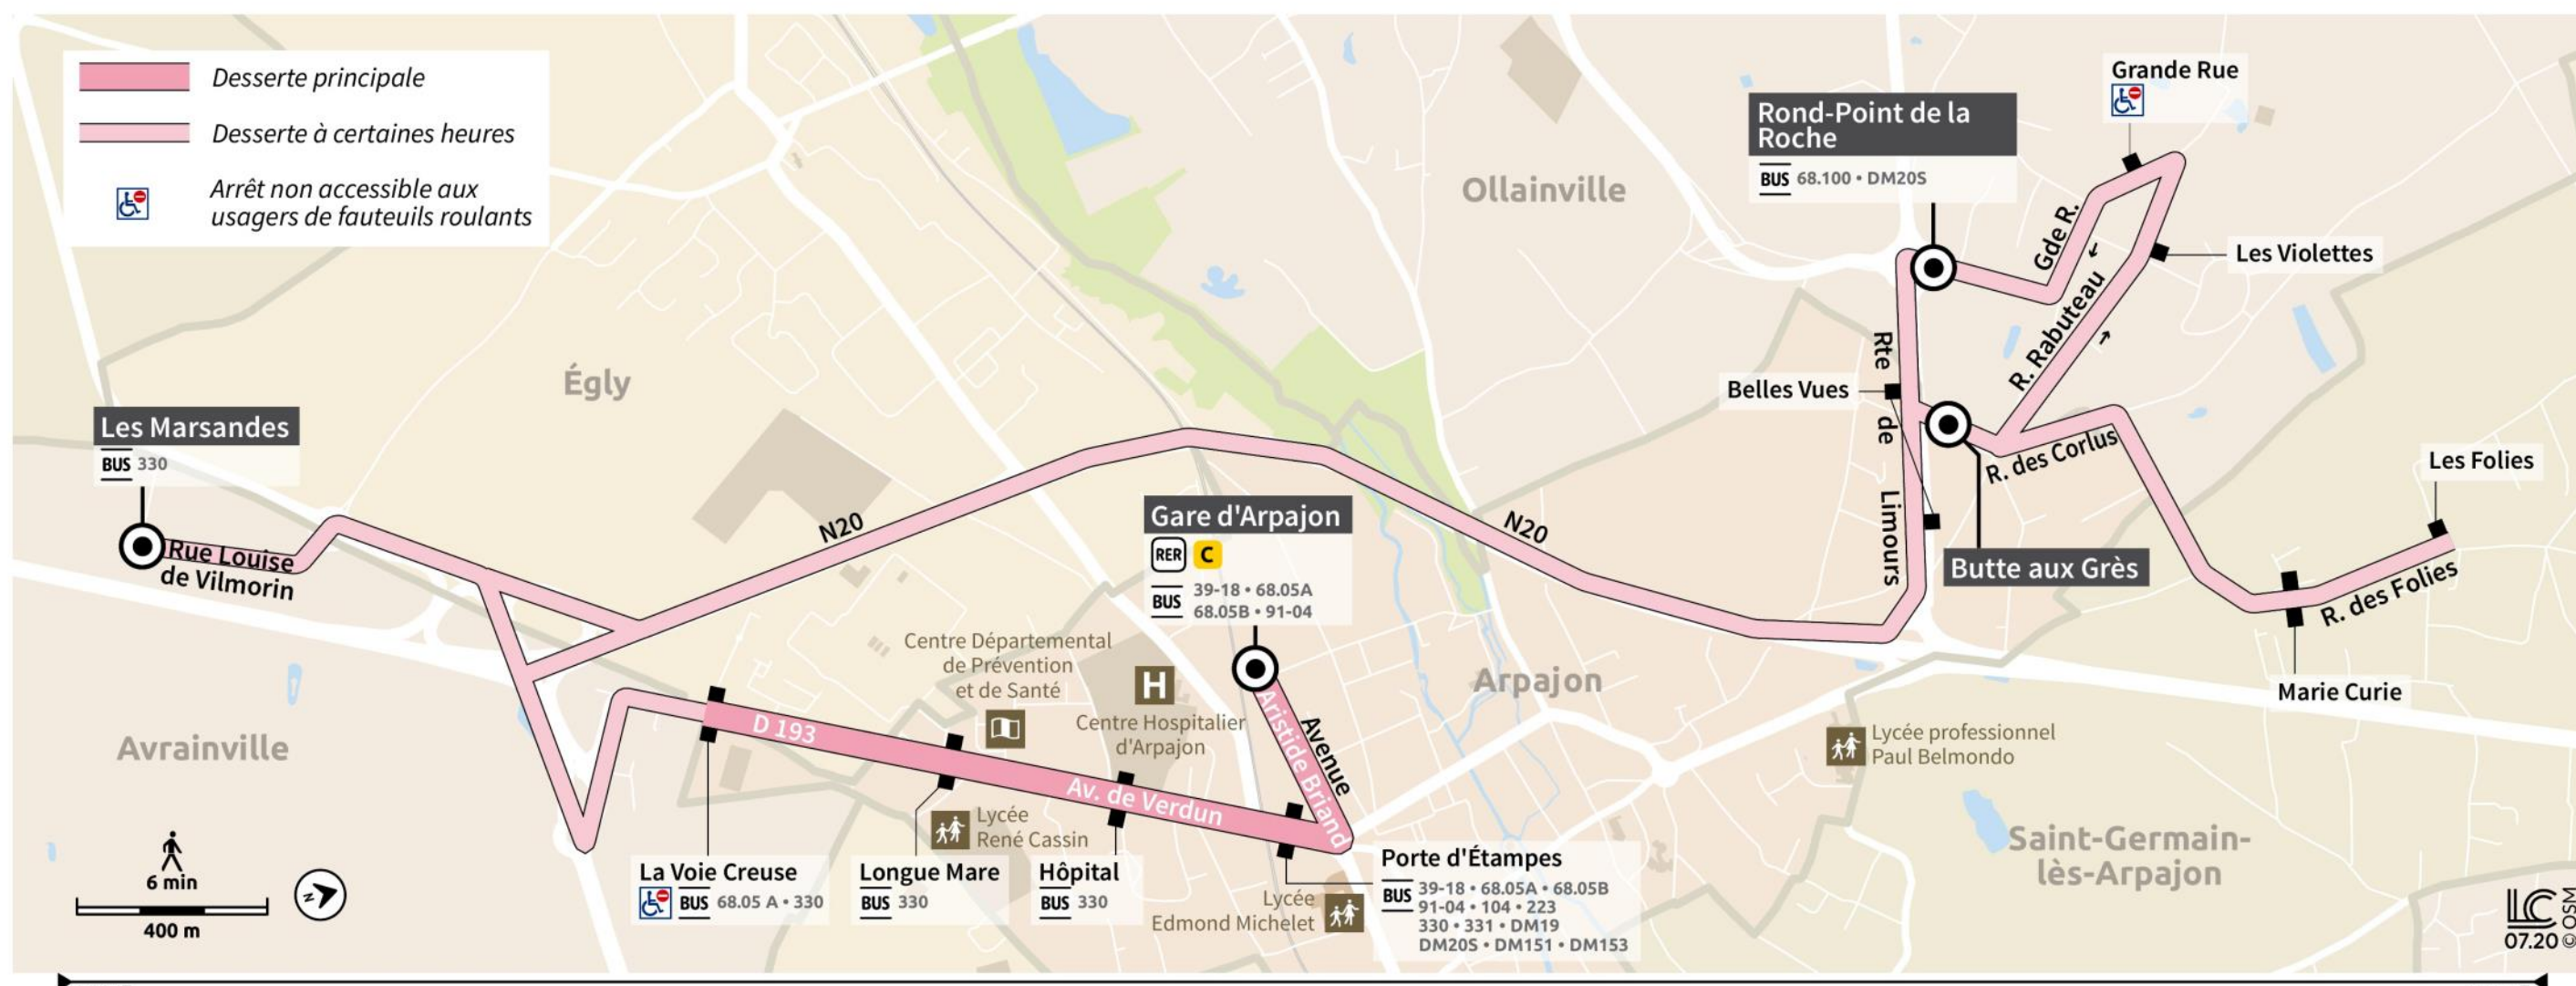 Desserte principale
Desserte à certaines heures
Arrêt non accessible aux
usagers de fauteuils roulants
Grande Rue
Rond-Point de la
Roche
BUS 68.100 • DM20S
Ollainville
Gde R.
Les Violettes
R. Rabuteau
Rte de Limours
Belles Vues
Égly
Les Marsandes
BUS 330
R. des Corlus
Les Folies
N20
N20
Gare d'Arpajon
RER C
BUS 39-18 • 68.05A
68.05B • 91-04
Rue Louise
de Vilmorin
Butte aux Grès
R. des Folies
Centre Départemental
de Prévention
et de Santé
H
Centre Hospitalier
d'Arpajon
Arpajon
Marie Curie
Avenue
Aristide Briand
D 193
Av. de Verdun
Avrainville
Lycée professionnel
Paul Belmondo
Lycée
René Cassin
Saint-Germain-
lès-Arpajon
La Voie Creuse
BUS 68.05 A • 330
Longue Mare
BUS 330
Hôpital
BUS 330
Porte d'Étampes
BUS 39-18 • 68.05A • 68.05B
91-04 • 104 • 223
330 • 331 • DM19
DM20S • DM151 • DM153
Lycée
Edmond Michelet
6 min
400 m
Z
LC
07.20 © OSM